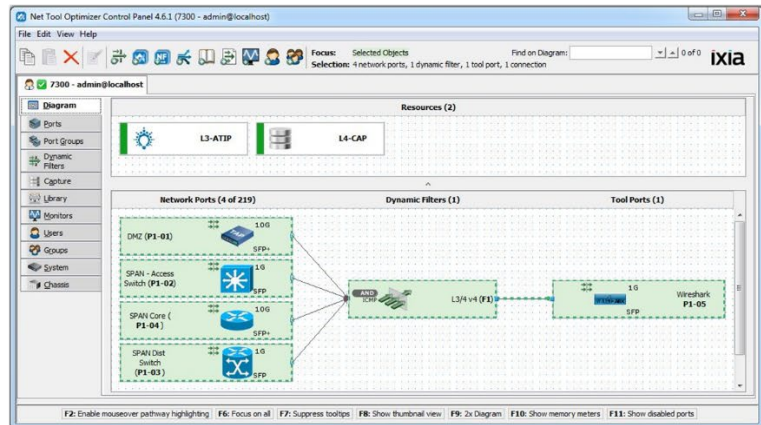 Net Tool Optimizer Control Panel 4.6.1 (7300 - admin@localhost)
File Edit View Help
Focus: Selected Objects
Find on Diagram: 0 of 0
Selection: 4 network ports, 1 dynamic filter, 1 tool port, 1 connection
ixia
7300 - admin@localhost
Diagram
Ports
Port Groups
Dynamic
Filters
Capture
Library
Monitors
Users
Groups
System
Chassis
Resources (2)
L3-ATIP
L4-CAP
Network Ports (4 of 219)
Dynamic Filters (1)
Tool Ports (1)
DMZ (P1-01)
10G
SFP+
SPAN - Access
Switch (P1-02)
1G
SFP
SPAN Core (
P1-04)
10G
SFP+
SPAN Dist
Switch
(P1-03)
1G
SFP
AND
ICMP
L3/4 v4 (F1)
1G
SFP
Wireshark
P1-05
F2: Enable mouseover pathway highlighting F6: Focus on all F7: Suppress tooltips F8: Show thumbnail view F9: 2x Diagram F10: Show memory meters F11: Show disabled ports